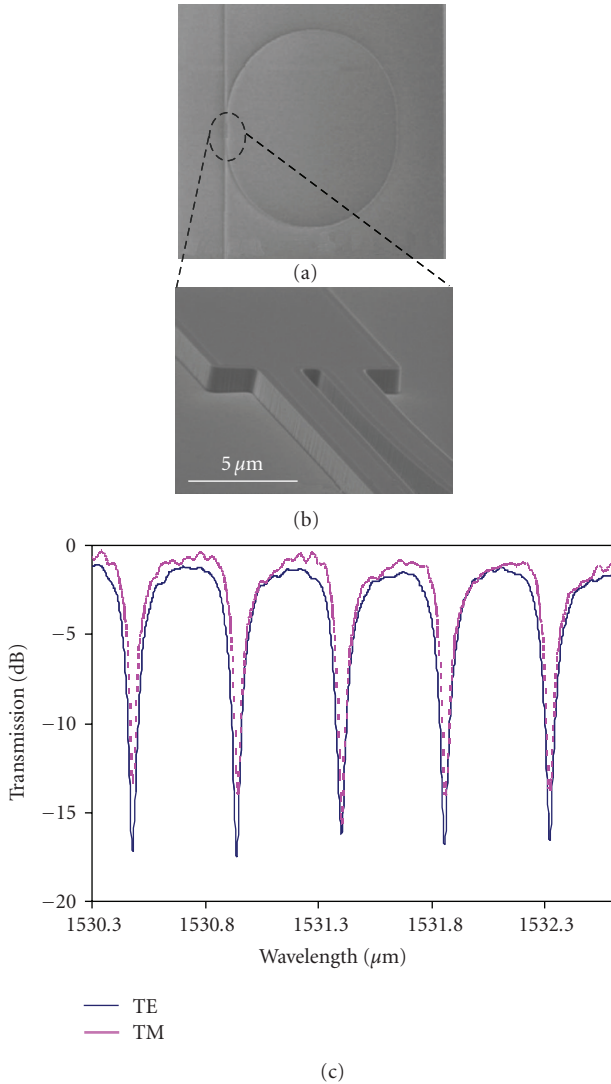 (a)
5 μm
(b)
0
−5
−10
−15
−20
Transmission (dB)
1530.3 1530.8 1531.3 1531.8 1532.3
Wavelength (μm)
TE
TM
(c)